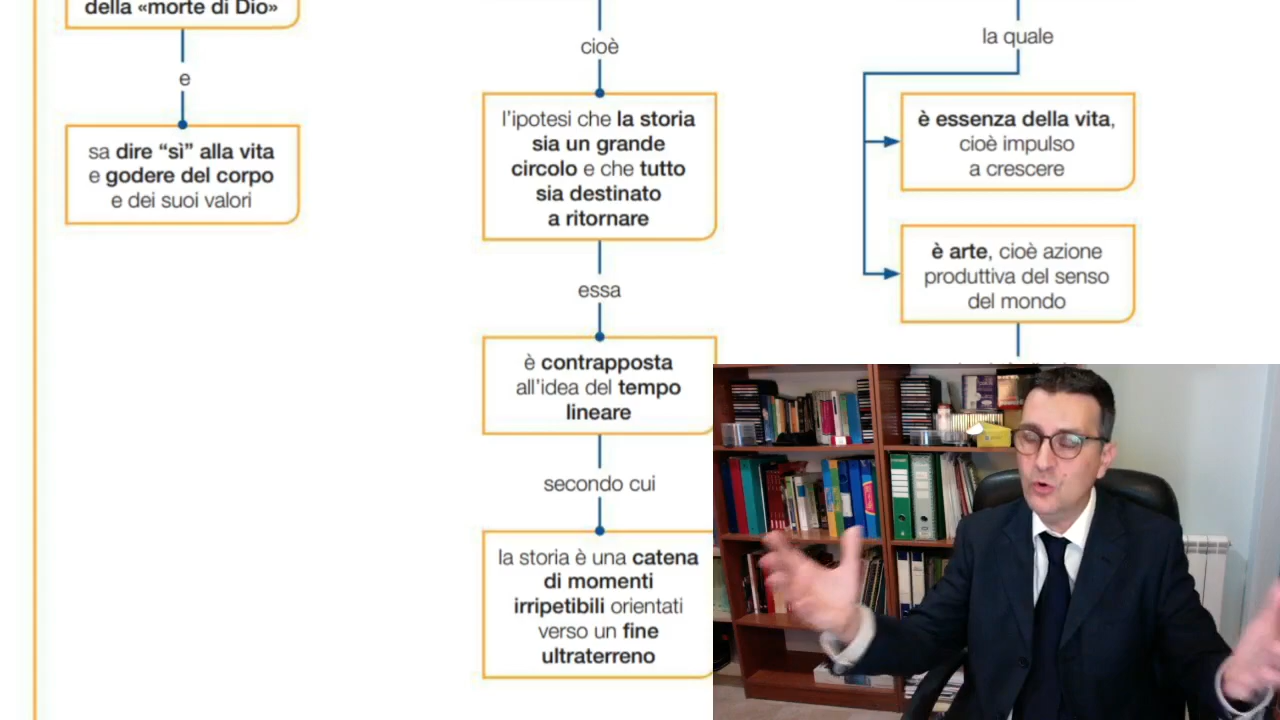 della «morte di Dio»
e
sa dire “sì” alla vita
e godere del corpo
e dei suoi valori
cioè
l’ipotesi che la storia
sia un grande
circolo e che tutto
sia destinato
a ritornare
essa
è contrapposta
all’idea del tempo
lineare
secondo cui
la storia è una catena
di momenti
irripetibili orientati
verso un fine
ultraterreno
la quale
è essenza della vita,
cioè impulso
a crescere
è arte, cioè azione
produttiva del senso
del mondo